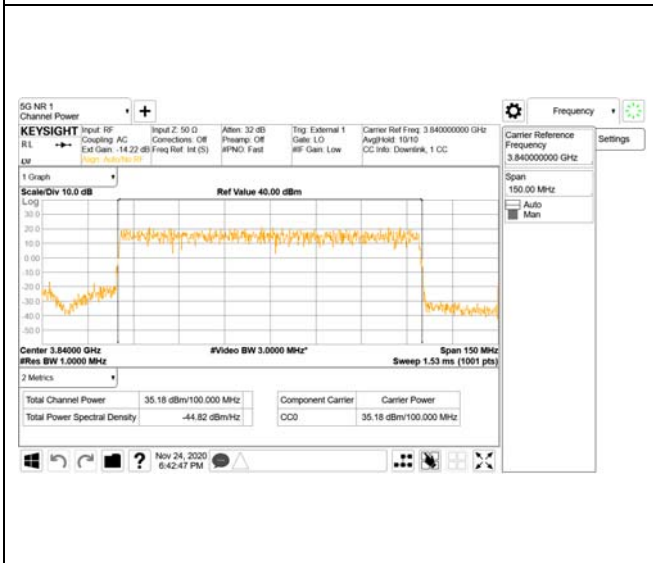 5G NR 1
Channel Power
Frequency
KEYSIGHT
Input: RF
Input Z: 50 Ω
Atten: 32 dB
Trig: External 1
Carrier Ref Freq: 3.840000000 GHz
RL
Coupling: AC
Corrections: Off
Preamp: Off
Gate: LO
Avg|Hold: 10/10
Ext Gain: -14.22 dB
Freq Ref: Int (S)
#PNO: Fast
#IF Gain: Low
CC Info: Downlink, 1 CC
Align: Auto/No RF
Carrier Reference
Frequency
3.840000000 GHz
Settings
Span
150.00 MHz
Auto
Man
1 Graph
Scale/Div 10.0 dB
Ref Value 40.00 dBm
Log
30.0
20.0
10.0
0.00
-10.0
-20.0
-30.0
-40.0
-50.0
Center 3.84000 GHz
#Video BW 3.0000 MHz*
Span 150 MHz
#Res BW 1.0000 MHz
Sweep 1.53 ms (1001 pts)
2 Metrics
Total Channel Power 35.18 dBm/100.000 MHz
Total Power Spectral Density -44.82 dBm/Hz
Component Carrier Carrier Power
CC0 35.18 dBm/100.000 MHz
Nov 24, 2020
6:42:47 PM